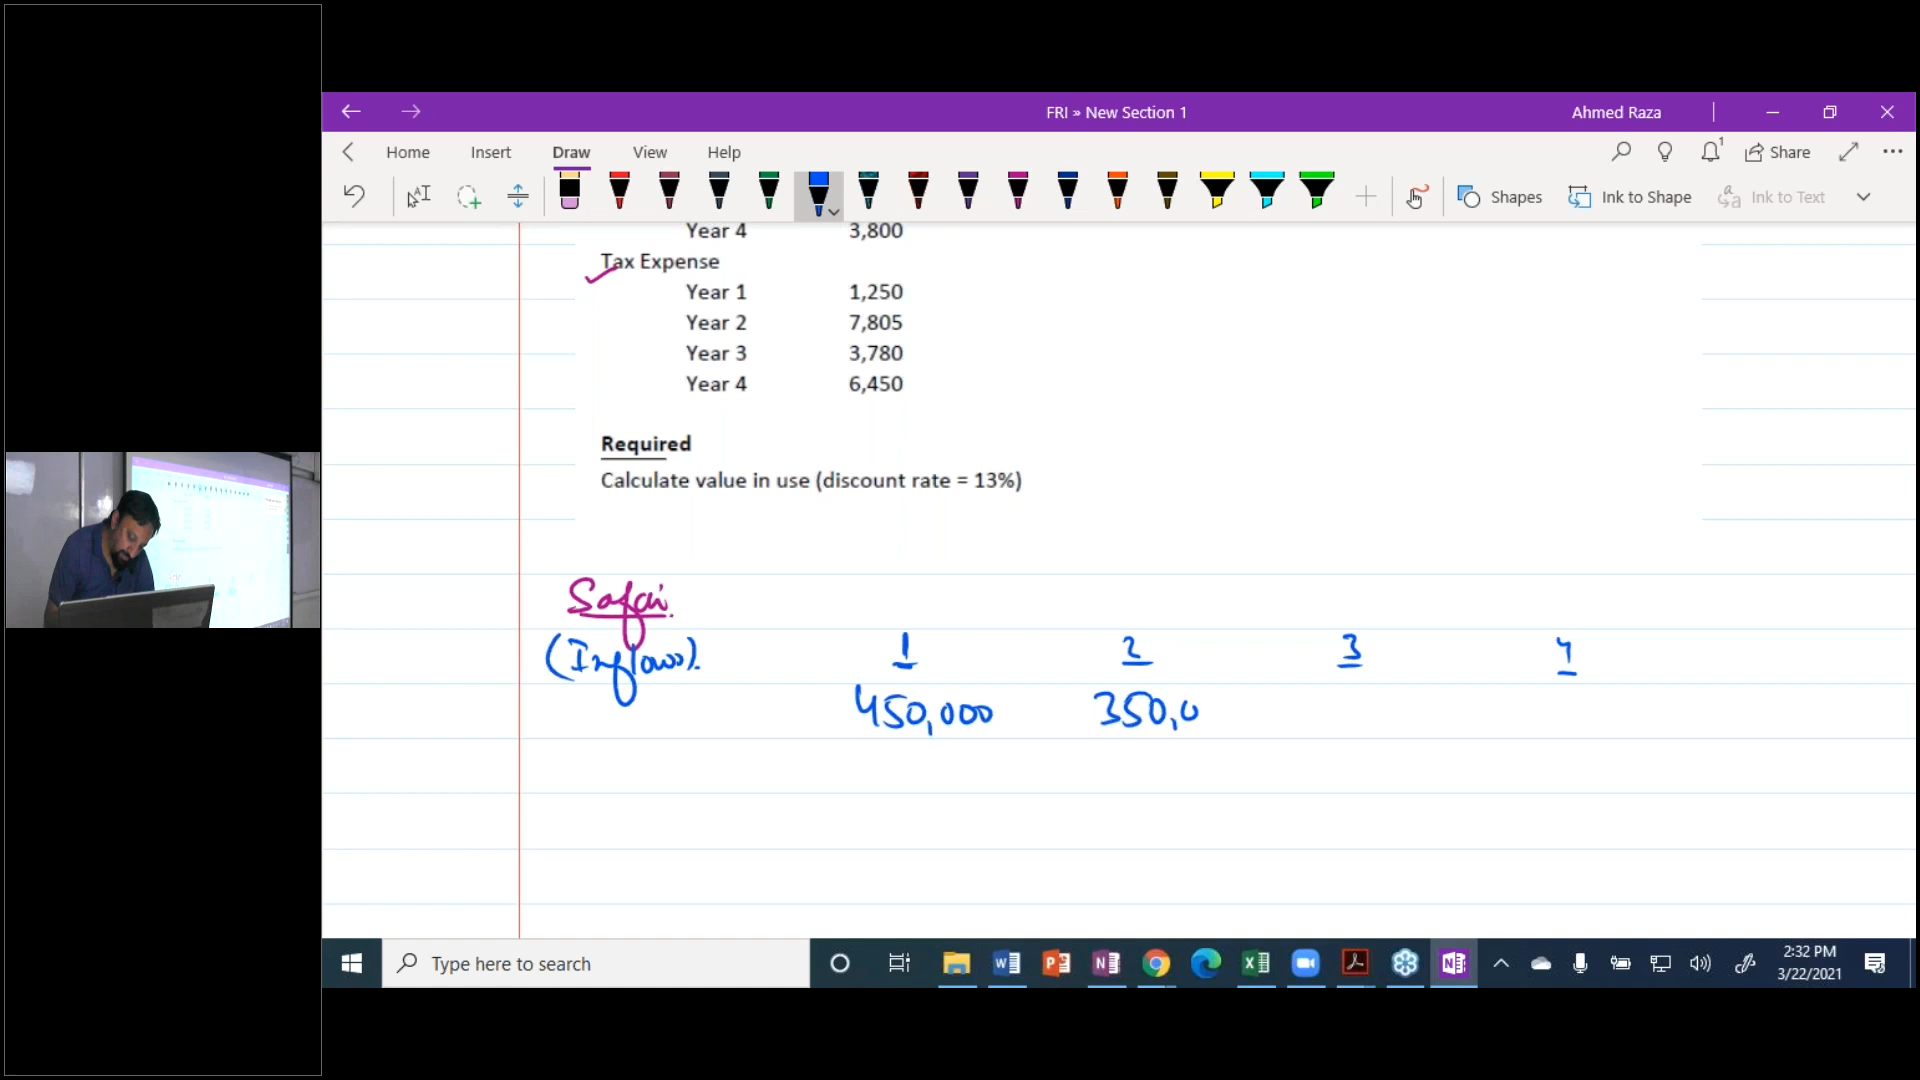 FRI » New Section 1
Ahmed Raza
Home Insert Draw View Help
1 Share
Shapes Ink to Shape Ink to Text
Year 4 3,800
Tax Expense
Year 1 1,250
Year 2 7,805
Year 3 3,780
Year 4 6,450
Required
Calculate value in use (discount rate = 13%)
Safai
(Inflows). 1 2 3 4
450,000 350,0
Type here to search
2:32 PM
3/22/2021